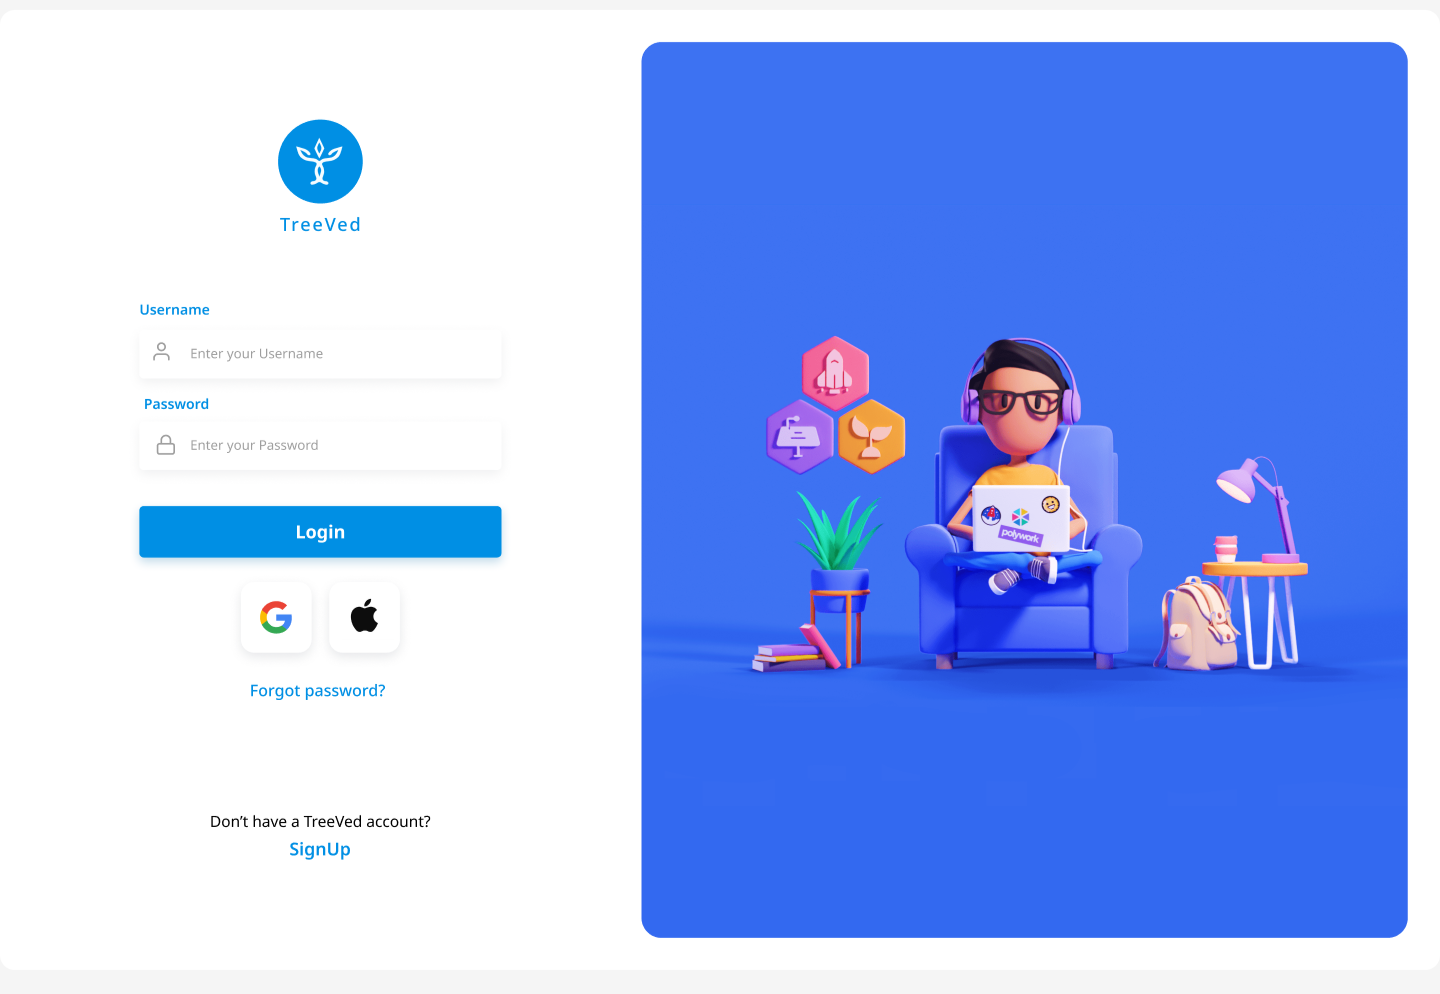 TreeVed
Username
Enter your Username
Password
Enter your Password
Login
Forgot password?
Don’t have a TreeVed account?
SignUp
polywork